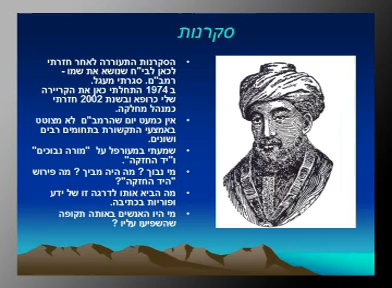 סקרנות
הסקרנות התעוררה לאחר חזרתי
לכאן לבי"ח שנושא את שמו -
רמב"ם. סגרתי מעגל.
ב 1974 התחלתי כאן את הקריירה
שלי כרופא ובשנת 2002 חזרתי
כמנהל מחלקה.
אין כמעט יום שהרמב"ם לא מצוטט
באמצעי התקשורת בתחומים רבים
ושונים.
שמעתי במעורפל על "מורה נבוכים"
ו"יד החזקה".
מי נבוך ? מה היה מביך ? מה פירוש
"היד החזקה"?
מה הביא אותו לדרגה זו של ידע
ופוריות בכתיבה.
מי היו האנשים באותה תקופה
שהשפיעו עליו ?